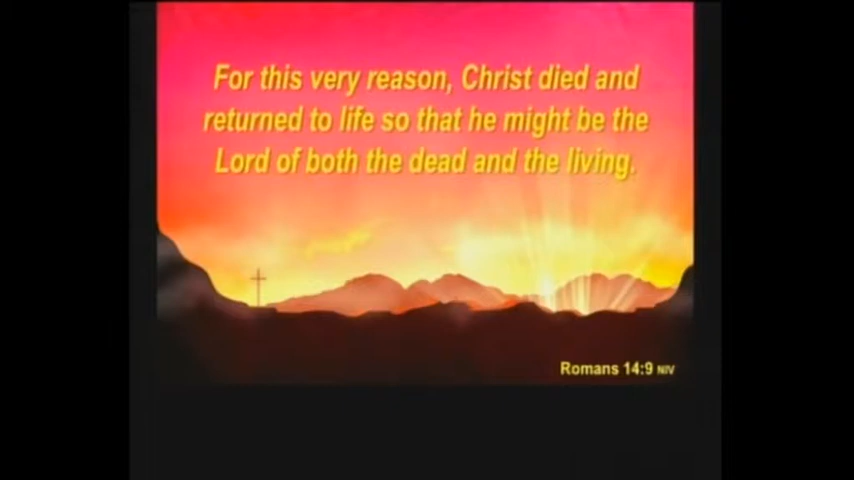 For this very reason, Christ died and
returned to life so that he might be the
Lord of both the dead and the living.
Romans 14:9 NIV